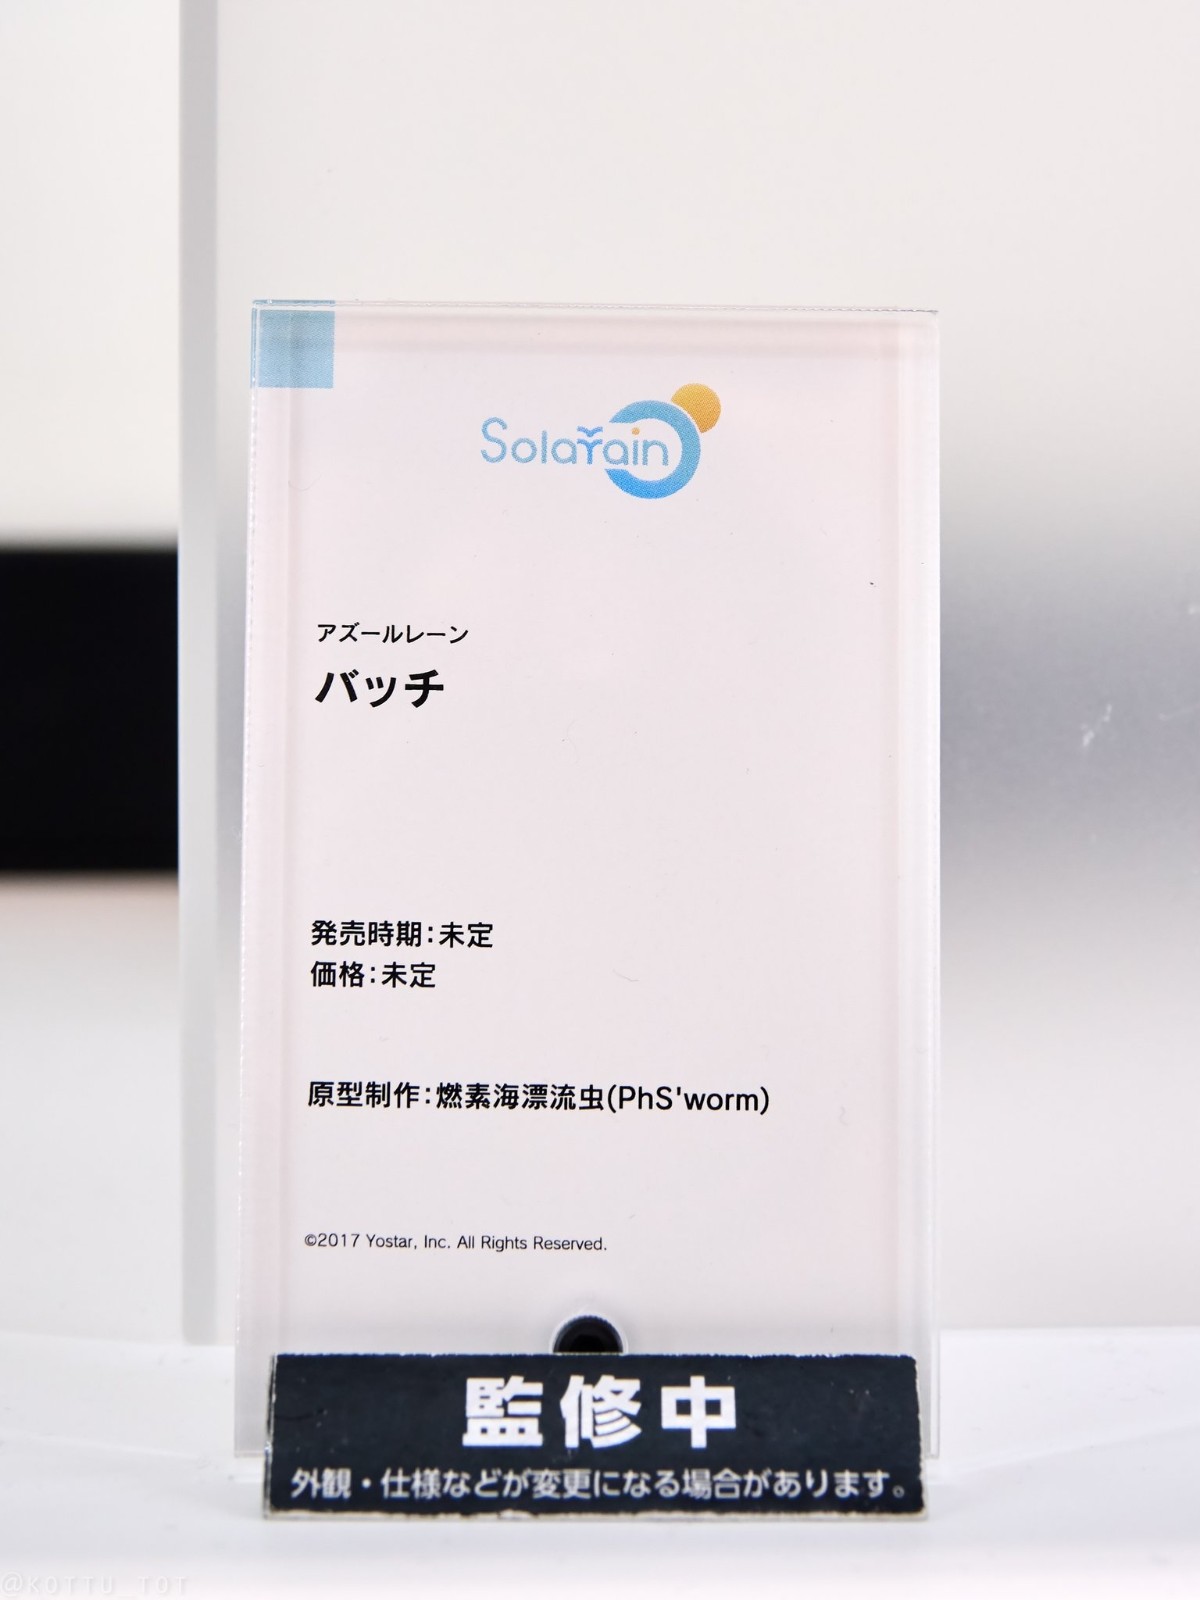 Solarain
アズールレーン
バッチ
発売時期：未定
価格：未定
原型制作：燃素海漂流虫(PhS'worm)
©2017 Yostar, Inc. All Rights Reserved.
監修中
外観・仕様などが変更になる場合があります。
@KOTTU_TOT